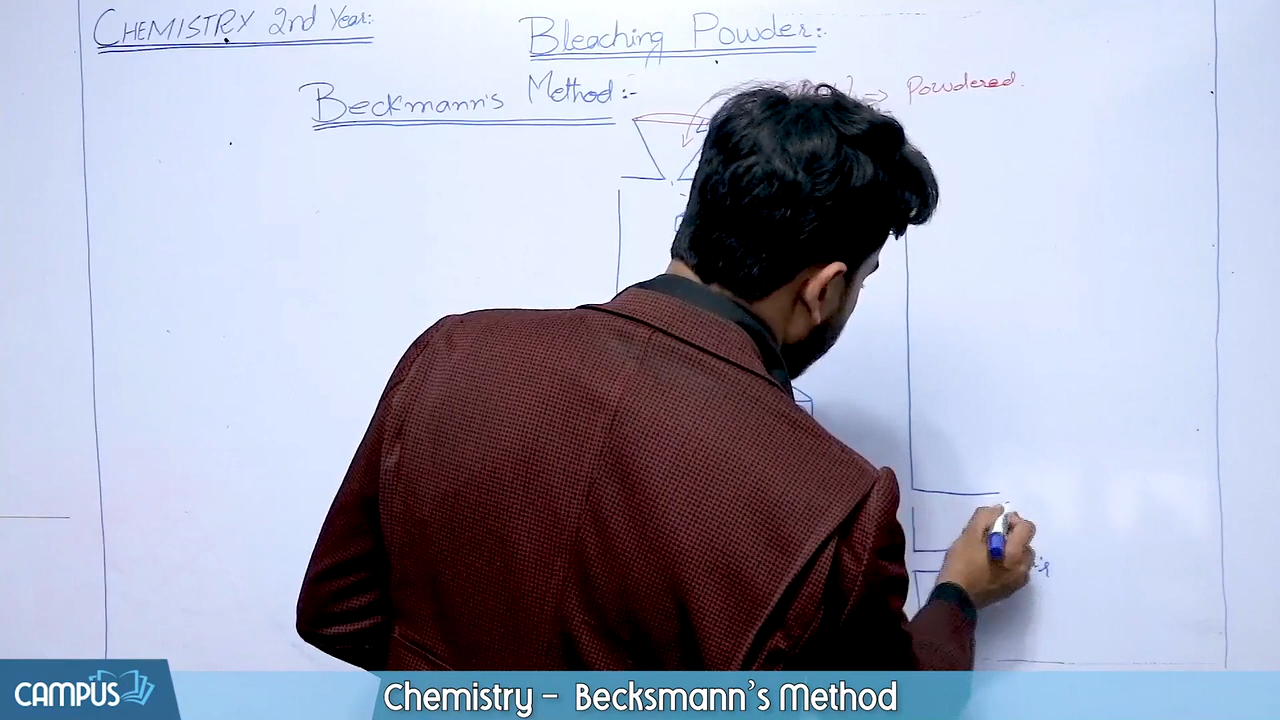 CHEMISTRY 2nd Year:
Bleaching Powder:-
Beckmann's Method:-
⇒ Powdered.
CAMPUS
Chemistry - Becksmann's Method